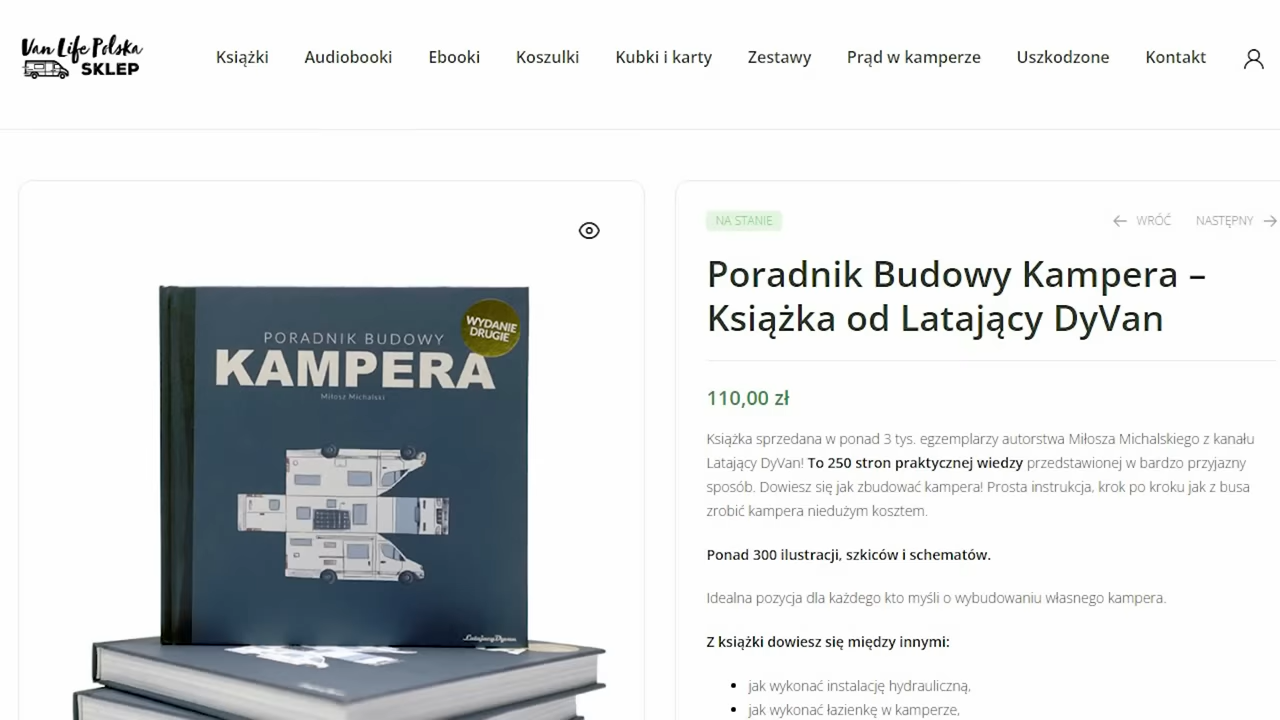 Van Life Polska
SKLEP
Książki
Audiobooki
Ebooki
Koszulki
Kubki i karty
Zestawy
Prąd w kamperze
Uszkodzone
Kontakt
WYDANIE
DRUGIE
PORADNIK BUDOWY
KAMPERA
Miłosz Michalski
LatającyDyvan
NA STANIE
WRÓĆ
NASTĘPNY
Poradnik Budowy Kampera –
Książka od Latający DyVan
110,00 zł
Książka sprzedana w ponad 3 tys. egzemplarzy autorstwa Miłosza Michalskiego z kanału
Latający DyVan! To 250 stron praktycznej wiedzy przedstawionej w bardzo przyjazny
sposób. Dowiesz się jak zbudować kampera! Prosta instrukcja, krok po kroku jak z busa
zrobić kampera niedużym kosztem.
Ponad 300 ilustracji, szkiców i schematów.
Idealna pozycja dla każdego kto myśli o wybudowaniu własnego kampera.
Z książki dowiesz się między innymi:
jak wykonać instalację hydrauliczną,
jak wykonać łazienkę w kamperze,